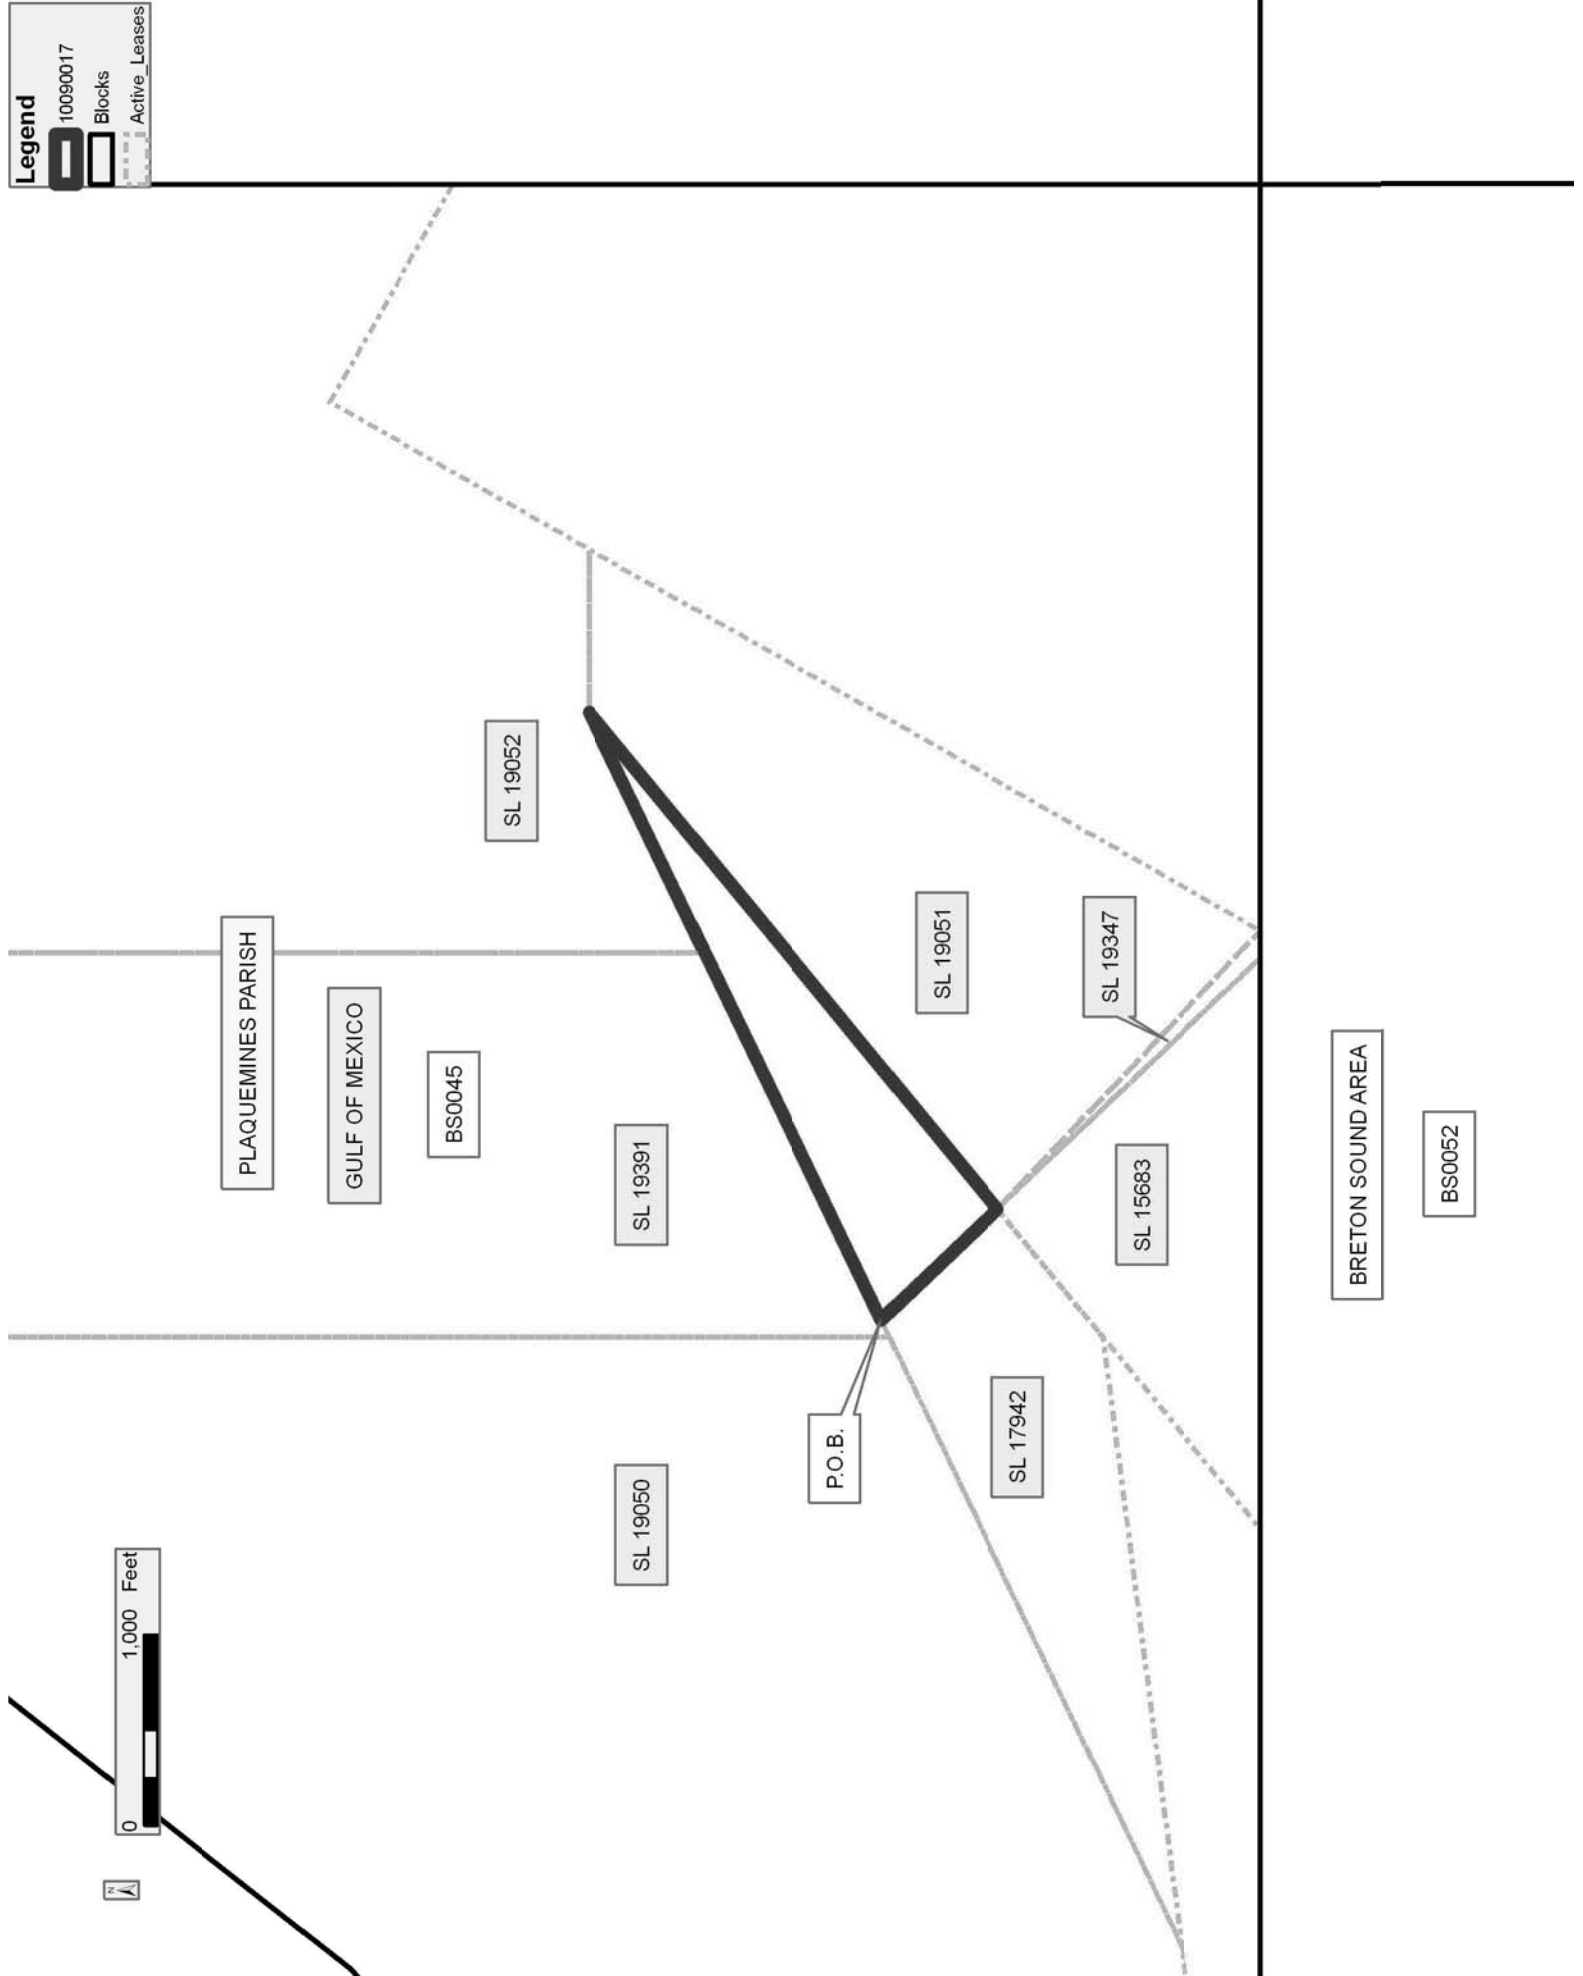 Legend
10090017
Blocks
Active_Leases
0 1,000 Feet
N
PLAQUEMINES PARISH
GULF OF MEXICO
BS0045
SL 19052
SL 19391
SL 19050
P.O.B.
SL 19051
SL 17942
SL 19347
SL 15683
BRETON SOUND AREA
BS0052